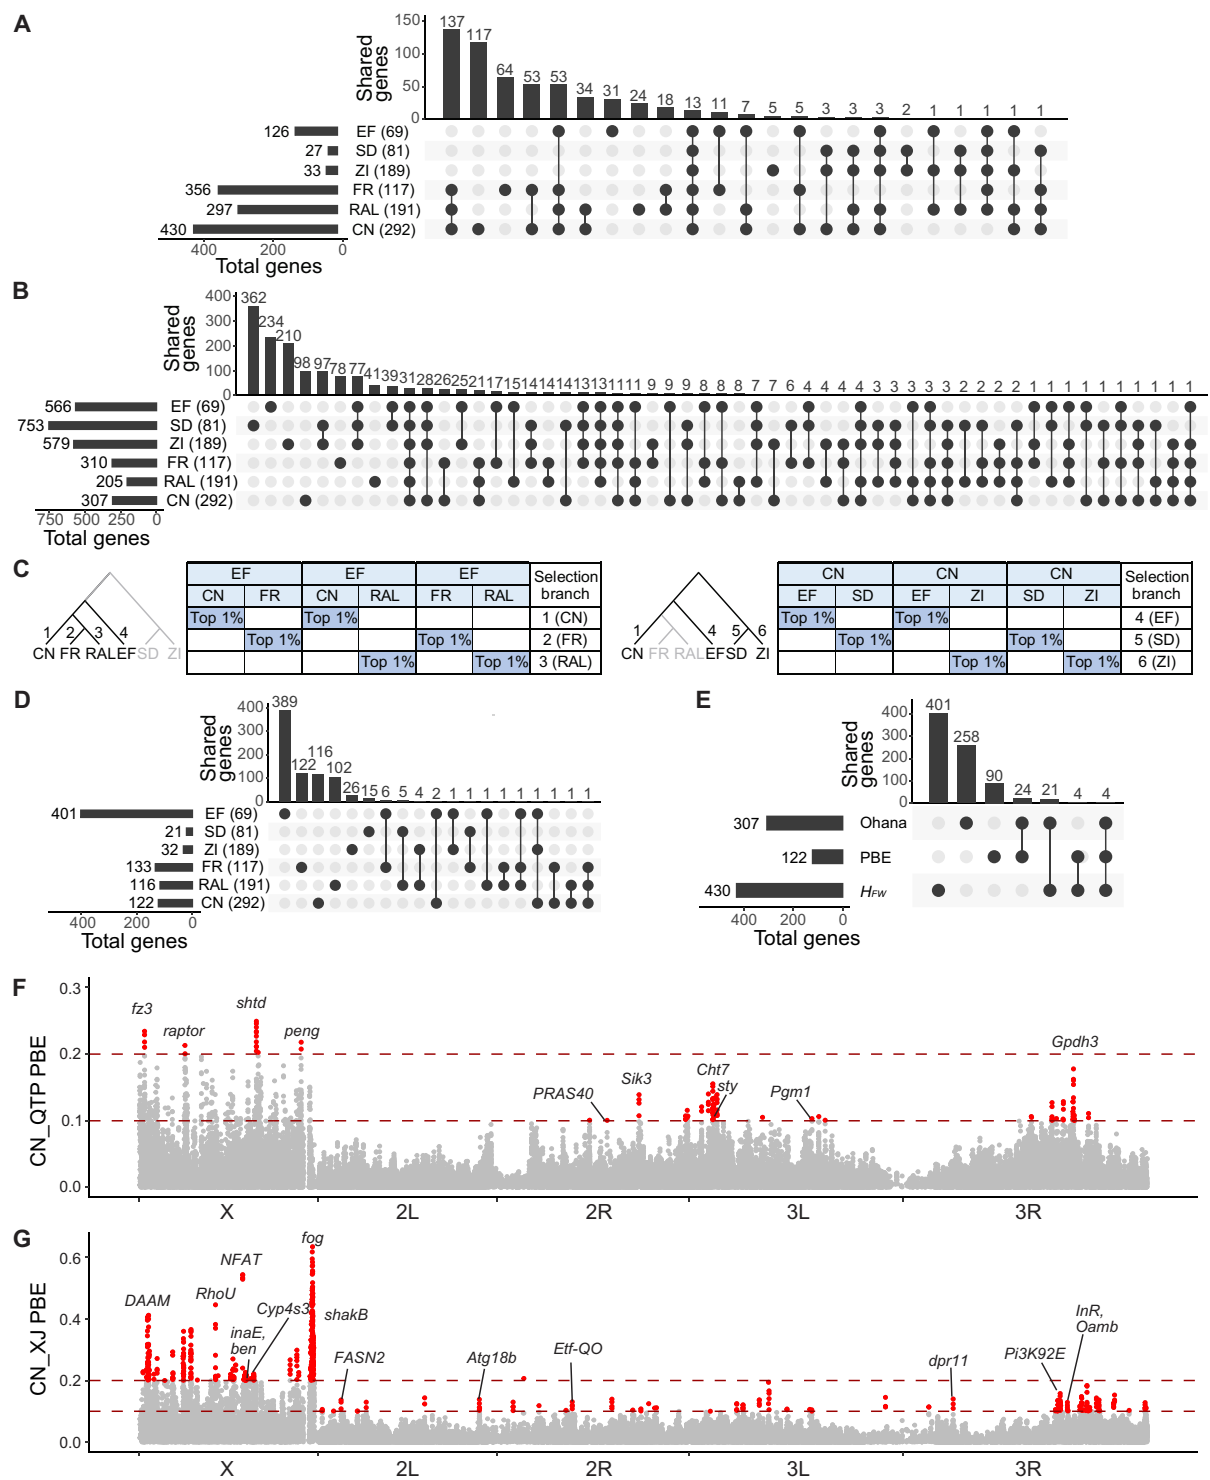 A
Shared genes
150
100
50
0
137 117 64 53 53 34 31 24 18 13 11 7 5 5 3 3 3 2 1 1 1 1 1
126 EF (69)
27 SD (81)
33 ZI (189)
356 FR (117)
297 RAL (191)
430 CN (292)
400 200 0
Total genes
B
Shared genes
400
300
200
100
0
362 234 210 98 97 78 77 41 39 31 28 26 25 21 17 15 14 14 14 13 13 11 11 9 9 9 8 8 8 7 7 6 4 4 4 4 3 3 3 3 3 2 2 2 2 1 1 1 1 1 1 1 1 1 1
566 EF (69)
753 SD (81)
579 ZI (189)
310 FR (117)
205 RAL (191)
307 CN (292)
750 500 250 0
Total genes
C
1 2 3 4
CN FR RAL EF SD ZI
EF EF EF Selection branch
CN FR CN RAL FR RAL
Top 1% Top 1% 1 (CN)
Top 1% Top 1% 2 (FR)
Top 1% Top 1% 3 (RAL)
1 4 5 6
CN FR RAL EF SD ZI
CN CN CN Selection branch
EF SD EF ZI SD ZI
Top 1% Top 1% 4 (EF)
Top 1% Top 1% 5 (SD)
Top 1% Top 1% 6 (ZI)
D
Shared genes
400
300
200
100
0
389 122 116 102 26 15 6 5 4 2 1 1 1 1 1 1 1 1 1
401 EF (69)
21 SD (81)
32 ZI (189)
133 FR (117)
116 RAL (191)
122 CN (292)
400 200 0
Total genes
E
Shared genes
400
300
200
100
0
401 258 90 24 21 4 4
307 Ohana
122 PBE
430 HFW
400 200 0
Total genes
F
CN_QTP PBE
0.3
0.2
0.1
0.0
fz3
raptor
shtd
peng
PRAS40
Sik3
Cht7
sty
Pgm1
Gpdh3
X 2L 2R 3L 3R
G
CN_XJ PBE
0.6
0.4
0.2
0.0
DAAM
RhoU
NFAT
inaE,
ben
Cyp4s3
fog
shakB
FASN2
Atg18b
Etf-QO
dpr11
Pi3K92E
InR,
Oamb
X 2L 2R 3L 3R